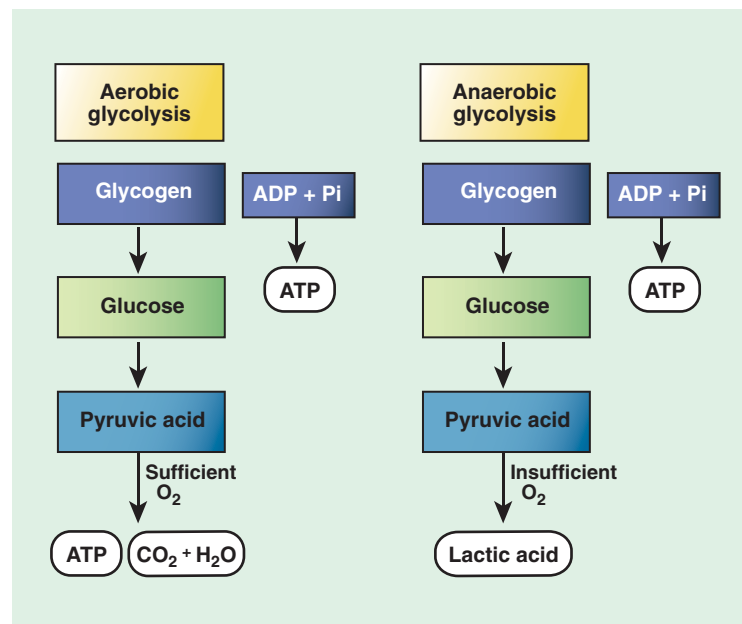 Aerobic
glycolysis
Glycogen
ADP + Pi
ATP
Glucose
Pyruvic acid
Sufficient
O₂
ATP
CO₂ + H₂O
Anaerobic
glycolysis
Glycogen
ADP + Pi
ATP
Glucose
Pyruvic acid
Insufficient
O₂
Lactic acid